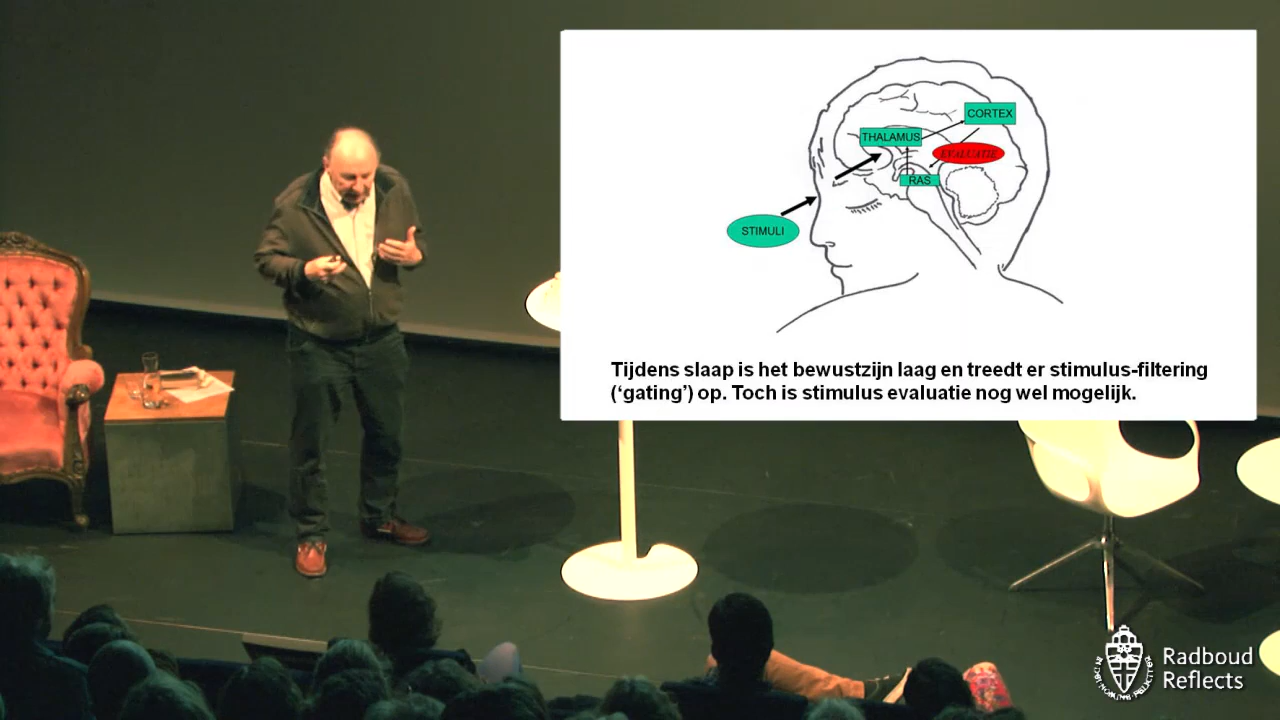 CORTEX
THALAMUS
EVALUATIE
RAS
STIMULI
Tijdens slaap is het bewustzijn laag en treedt er stimulus-filtering
(‘gating’) op. Toch is stimulus evaluatie nog wel mogelijk.
Radboud
Reflects